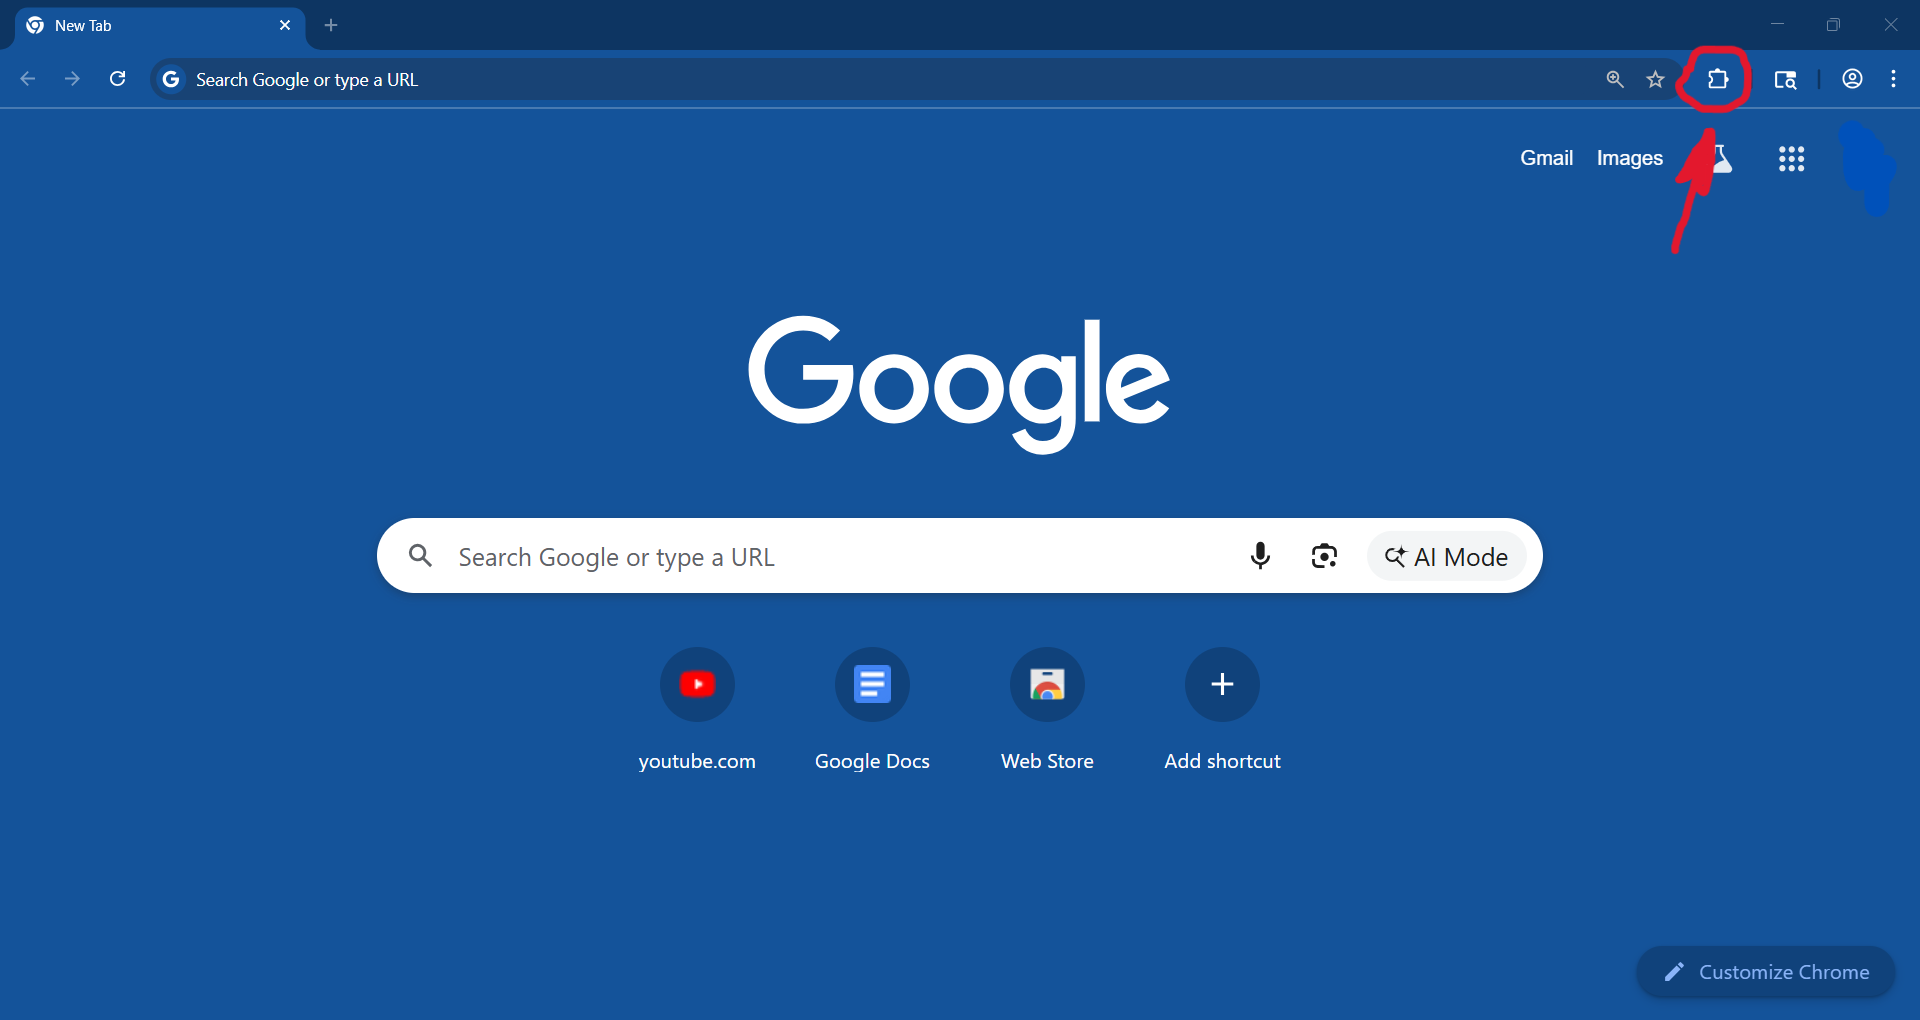 New Tab
Search Google or type a URL
Gmail Images
Google
Search Google or type a URL
AI Mode
youtube.com
Google Docs
Web Store
Add shortcut
Customize Chrome